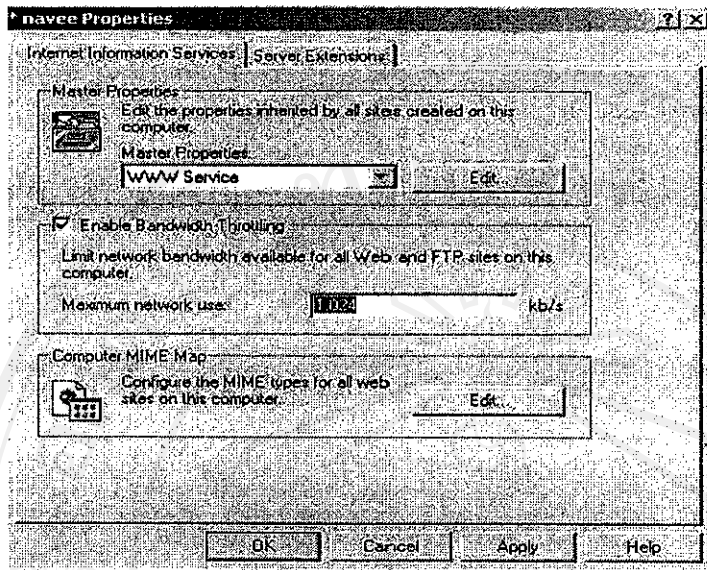 * navee Properties
Internet Information Services
Server Extensions
Master Properties
Edit the properties inherited by all sites created on this
computer.
Master Properties:
WWW Service
Edit...
Enable Bandwidth Throttling
Limit network bandwidth available for all Web and FTP sites on this
computer.
Maximum network use:
1,024
kb/s
Computer MIME Map
Configure the MIME types for all web
sites on this computer.
Edit...
OK
Cancel
Apply
Help